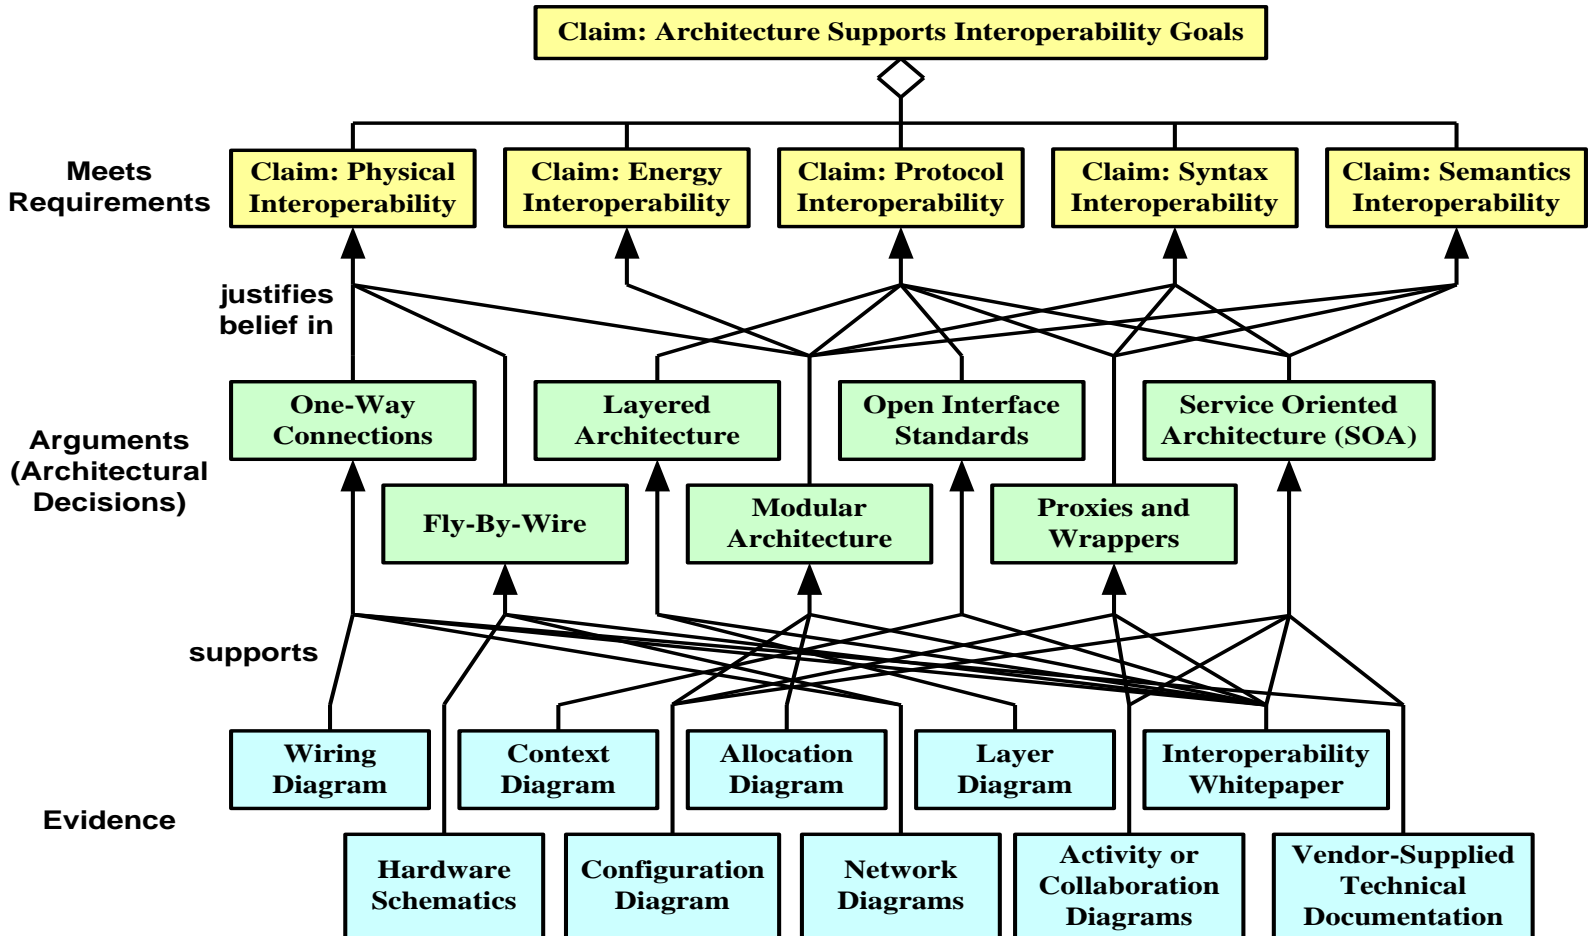 Claim: Architecture Supports Interoperability Goals
Meets
Requirements
Claim: Physical
Interoperability
Claim: Energy
Interoperability
Claim: Protocol
Interoperability
Claim: Syntax
Interoperability
Claim: Semantics
Interoperability
justifies
belief in
Arguments
(Architectural
Decisions)
One-Way
Connections
Layered
Architecture
Open Interface
Standards
Service Oriented
Architecture (SOA)
Fly-By-Wire
Modular
Architecture
Proxies and
Wrappers
supports
Evidence
Wiring
Diagram
Context
Diagram
Allocation
Diagram
Layer
Diagram
Interoperability
Whitepaper
Hardware
Schematics
Configuration
Diagram
Network
Diagrams
Activity or
Collaboration
Diagrams
Vendor-Supplied
Technical
Documentation